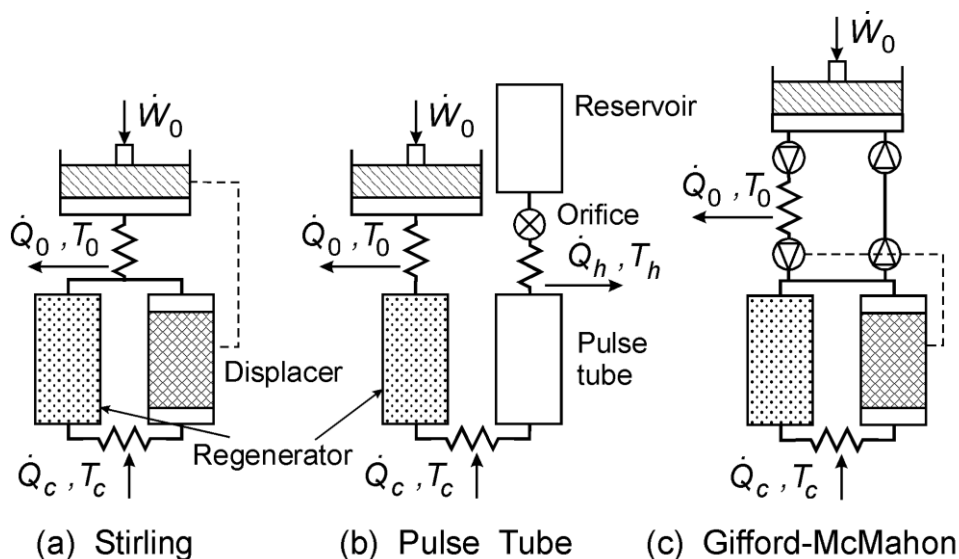 Ẇ0
Q̇0 , T0
Displacer
Regenerator
Q̇c , Tc
(a) Stirling
Ẇ0
Reservoir
Orifice
Q̇0 , T0
Q̇h , Th
Pulse
tube
Q̇c , Tc
(b) Pulse Tube
Ẇ0
Q̇0 , T0
Q̇c , Tc
(c) Gifford-McMahon